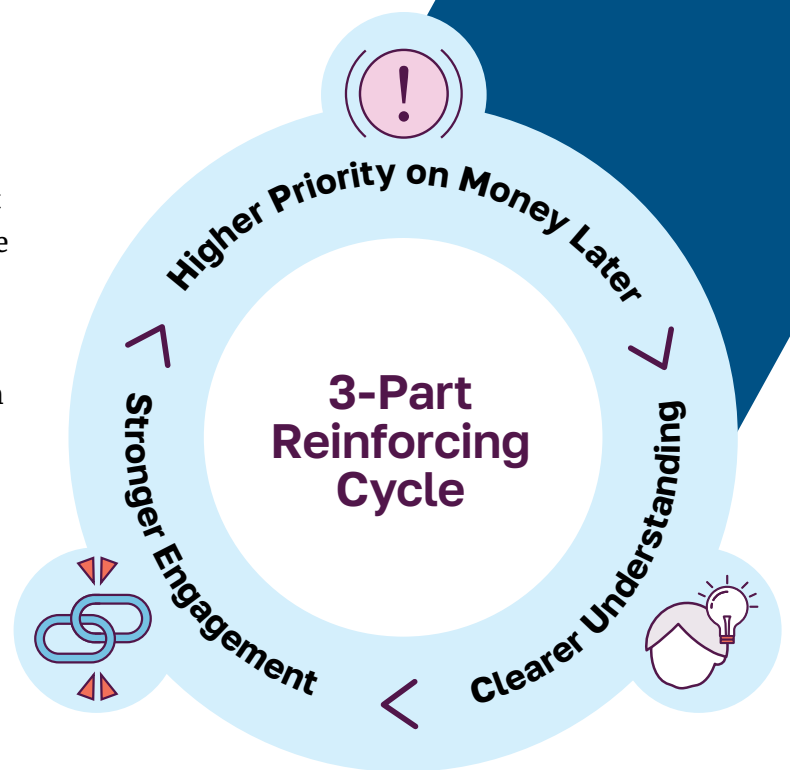 Higher Priority on Money Later
3-Part
Reinforcing
Cycle
Clearer Understanding
Stronger Engagement